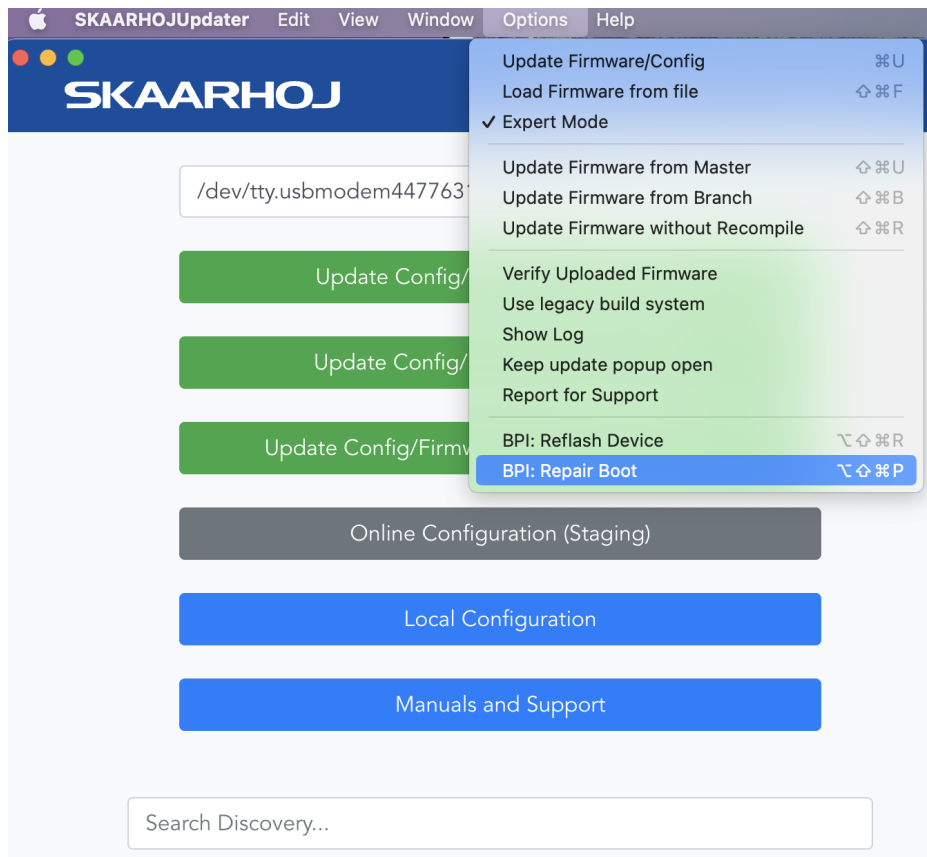 SKAARHOJUpdater Edit View Window Options Help
SKAARHOJ
Update Firmware/Config ⌘U
Load Firmware from file ⇧⌘F
✓ Expert Mode
Update Firmware from Master ⇧⌘U
Update Firmware from Branch ⇧⌘B
Update Firmware without Recompile ⇧⌘R
Verify Uploaded Firmware
Use legacy build system
Show Log
Keep update popup open
Report for Support
BPI: Reflash Device ⌥⇧⌘R
BPI: Repair Boot ⌥⇧⌘P
/dev/tty.usbmodem4477631
Update Config/
Update Config/
Update Config/Firmw
Online Configuration (Staging)
Local Configuration
Manuals and Support
Search Discovery...